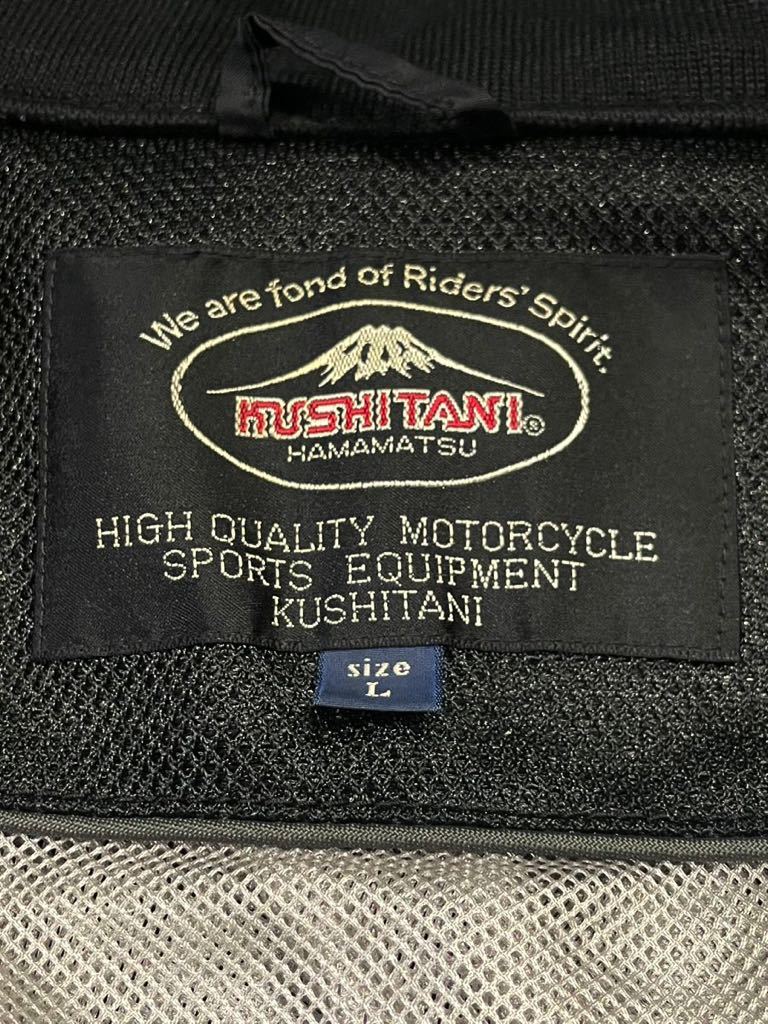 We are fond of Riders' Spirit.
KUSHITANI®
HAMAMATSU
HIGH QUALITY MOTORCYCLE
SPORTS EQUIPMENT
KUSHITANI
size
L